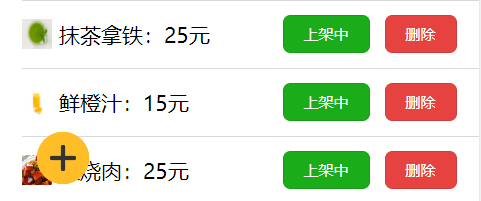 抹茶拿铁：25元 上架中 删除
鲜橙汁：15元 上架中 删除
烧肉：25元 上架中 删除